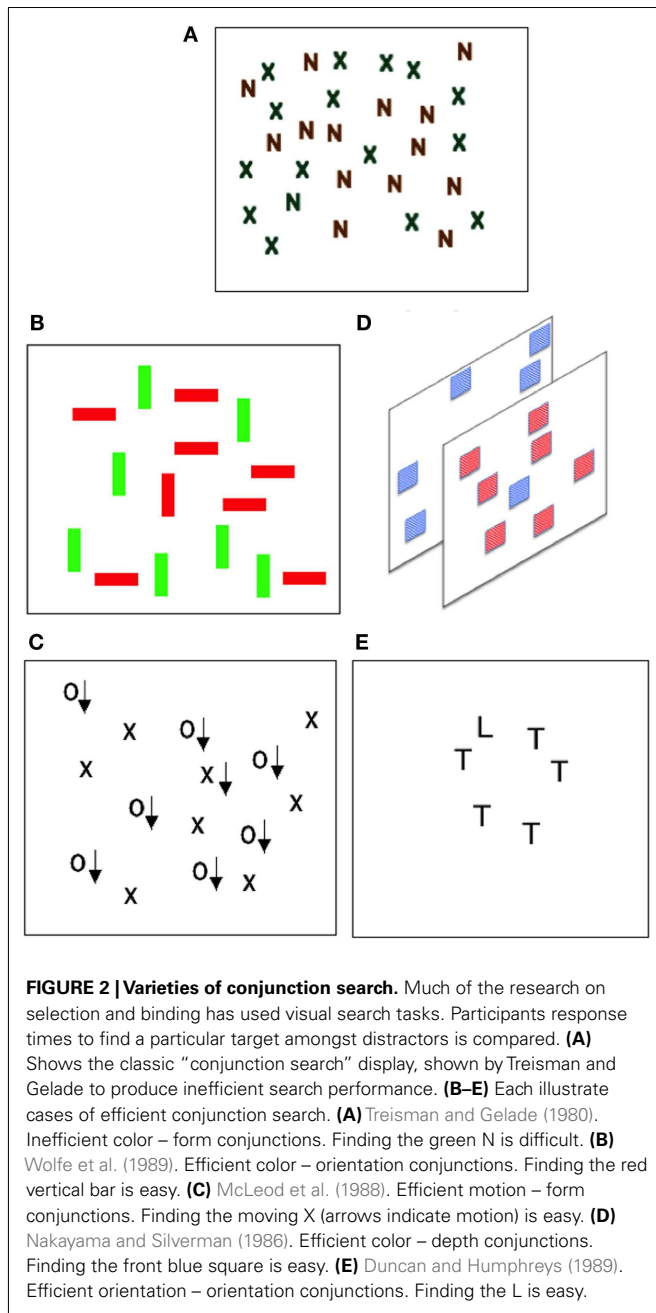 A
N
X N X X X
N X X
X N N
N N N N X
X
X X N N N
N
X X X
N N
X
B
D
C
O
X O X
X X O
O X X
O
O O X
X
E
L T
T T
T T
FIGURE 2 | Varieties of conjunction search. Much of the research on
selection and binding has used visual search tasks. Participants response
times to find a particular target amongst distractors is compared. (A)
Shows the classic “conjunction search” display, shown by Treisman and
Gelade to produce inefficient search performance. (B–E) Each illustrate
cases of efficient conjunction search. (A) Treisman and Gelade (1980).
Inefficient color – form conjunctions. Finding the green N is difficult. (B)
Wolfe et al. (1989). Efficient color – orientation conjunctions. Finding the red
vertical bar is easy. (C) McLeod et al. (1988). Efficient motion – form
conjunctions. Finding the moving X (arrows indicate motion) is easy. (D)
Nakayama and Silverman (1986). Efficient color – depth conjunctions.
Finding the front blue square is easy. (E) Duncan and Humphreys (1989).
Efficient orientation – orientation conjunctions. Finding the L is easy.